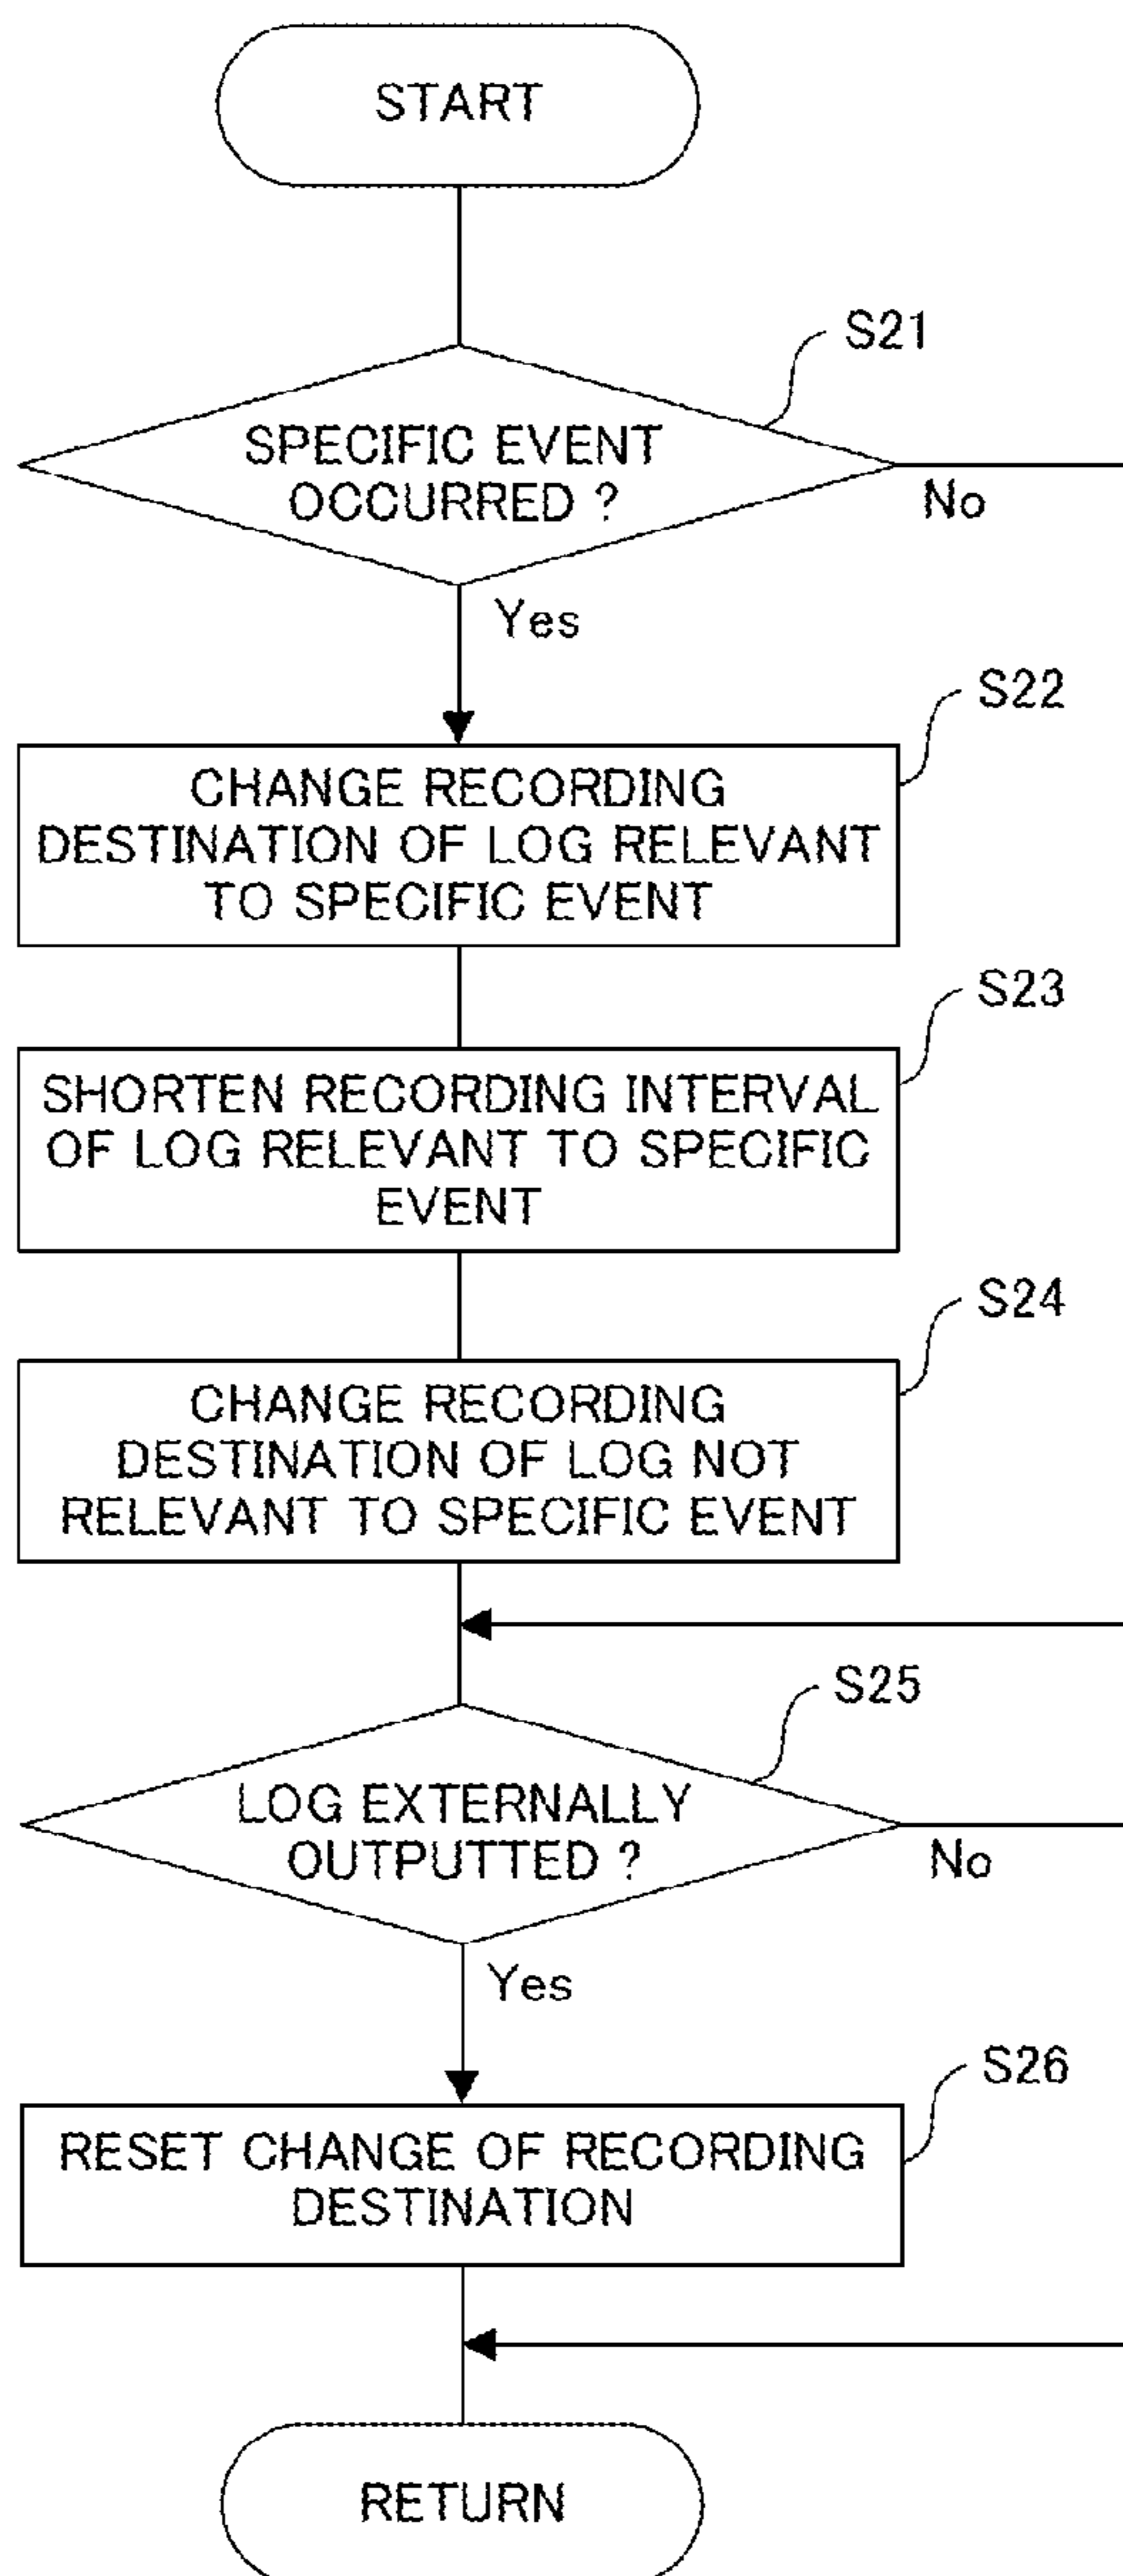 START
S21
SPECIFIC EVENT
OCCURRED ?
No
Yes
S22
CHANGE RECORDING
DESTINATION OF LOG RELEVANT
TO SPECIFIC EVENT
S23
SHORTEN RECORDING INTERVAL
OF LOG RELEVANT TO SPECIFIC
EVENT
S24
CHANGE RECORDING
DESTINATION OF LOG NOT
RELEVANT TO SPECIFIC EVENT
S25
LOG EXTERNALLY
OUTPUTTED ?
No
Yes
S26
RESET CHANGE OF RECORDING
DESTINATION
RETURN